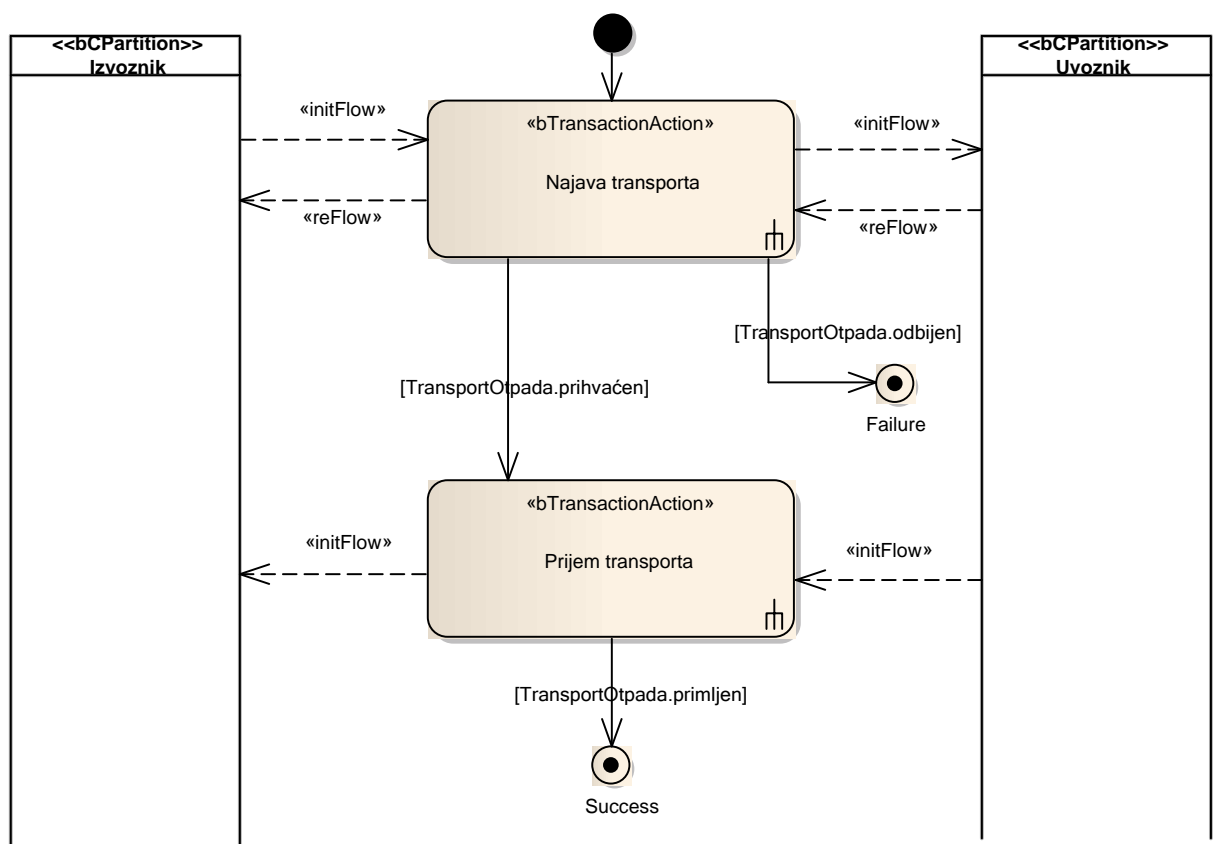 <<bCPartition>>
Izvoznik
<<bCPartition>>
Uvoznik
«initFlow»
«bTransactionAction»
«initFlow»
Najava transporta
«reFlow»
«reFlow»
[TransportOtpada.odbijen]
[TransportOtpada.prihvaćen]
Failure
«bTransactionAction»
«initFlow»
«initFlow»
Prijem transporta
[TransportOtpada.primljen]
Success